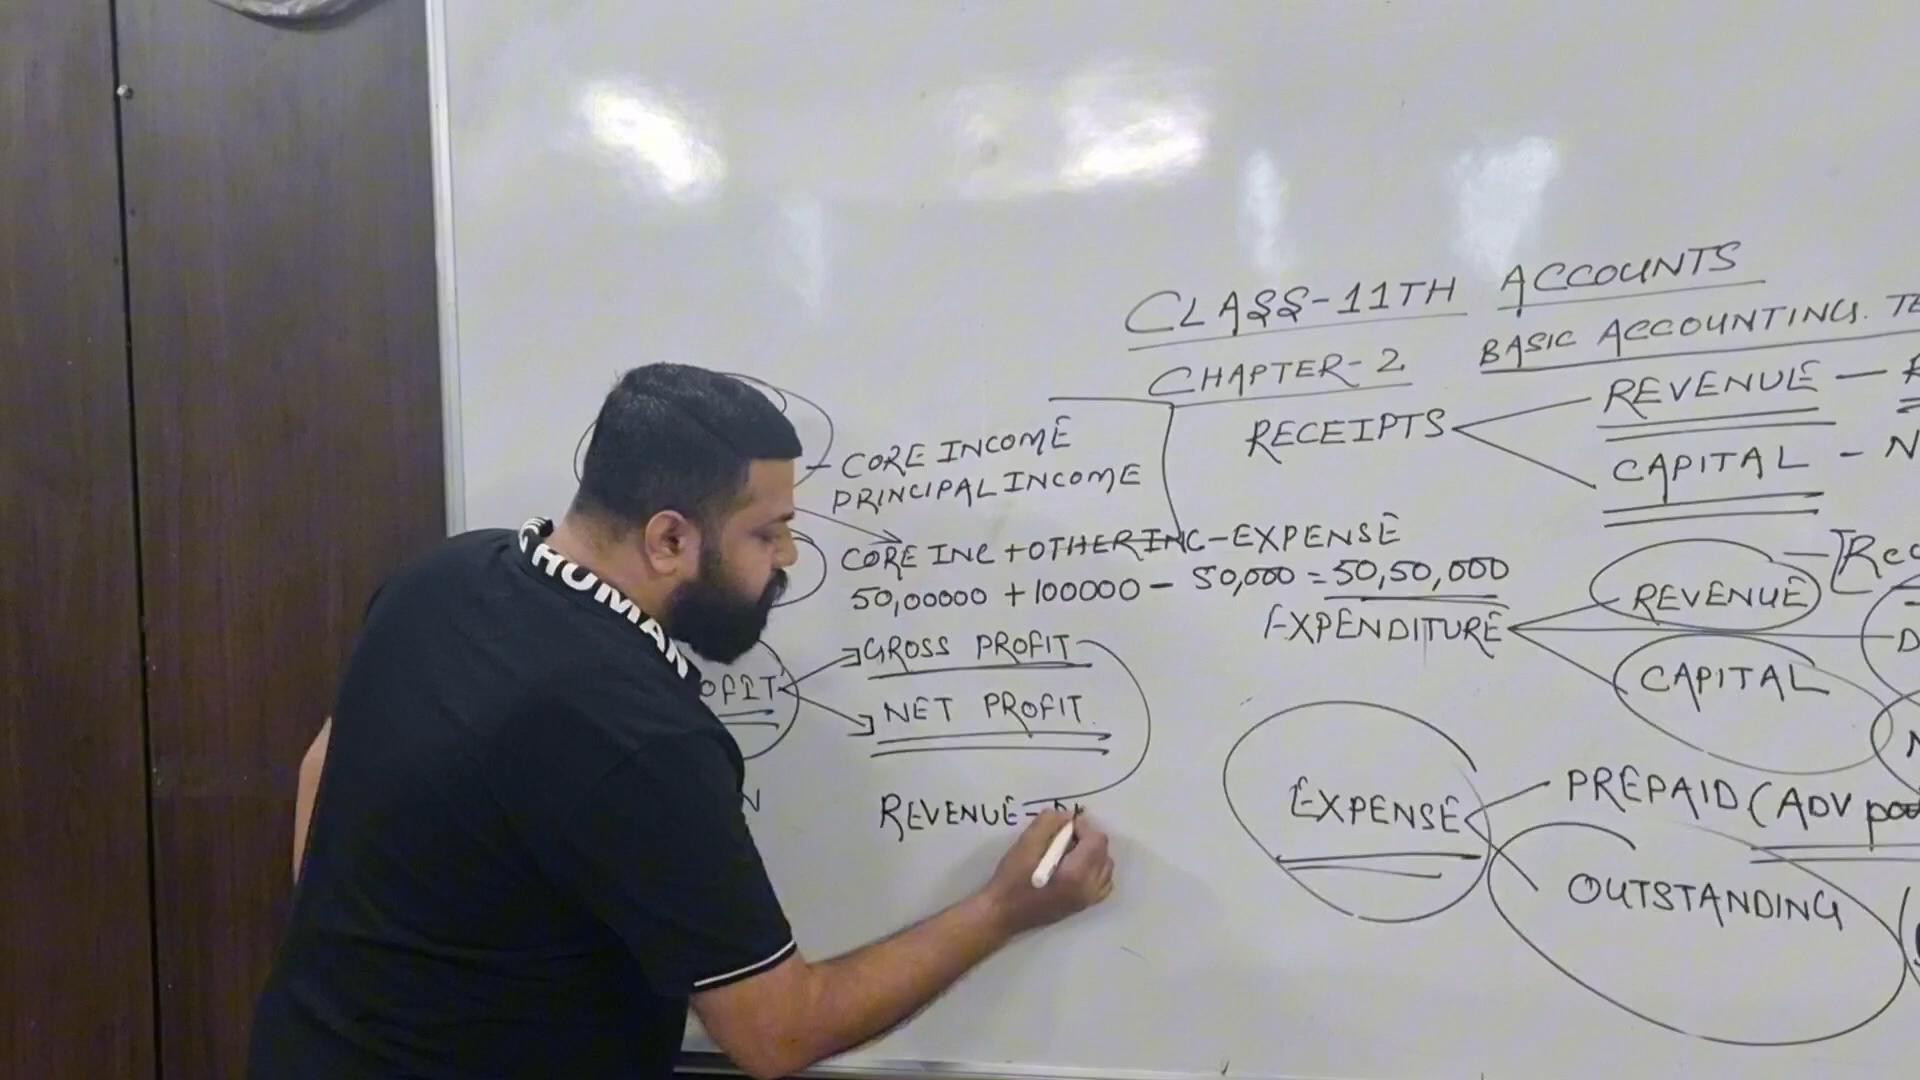 CLASS-11TH ACCOUNTS
CHAPTER-2 BASIC ACCOUNTING.
CORE INCOME
PRINCIPAL INCOME
CORE INC + OTHER INC - EXPENSE
50,00000 + 100000 - 50,000 = 50,50,000
GROSS PROFIT
NET PROFIT
REVENUE -
RECEIPTS
REVENUE -
CAPITAL - N
EXPENDITURE
REVENUE - Rec
CAPITAL
EXPENSE
PREPAID (ADV
OUTSTANDING
HUMAN